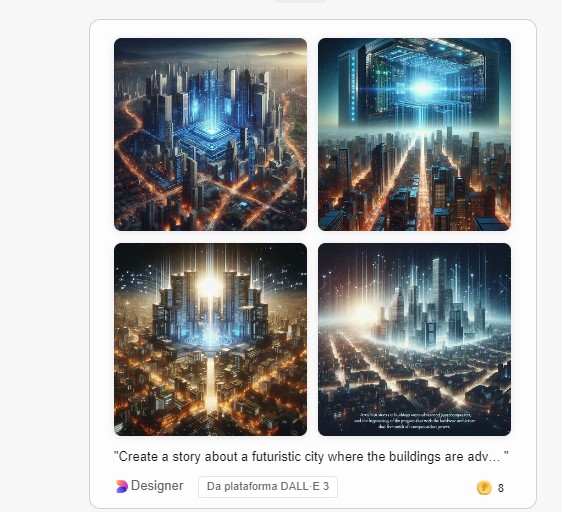 "Create a story about a futuristic city where the buildings are adv... "
Designer
Da plataforma DALL·E 3
8